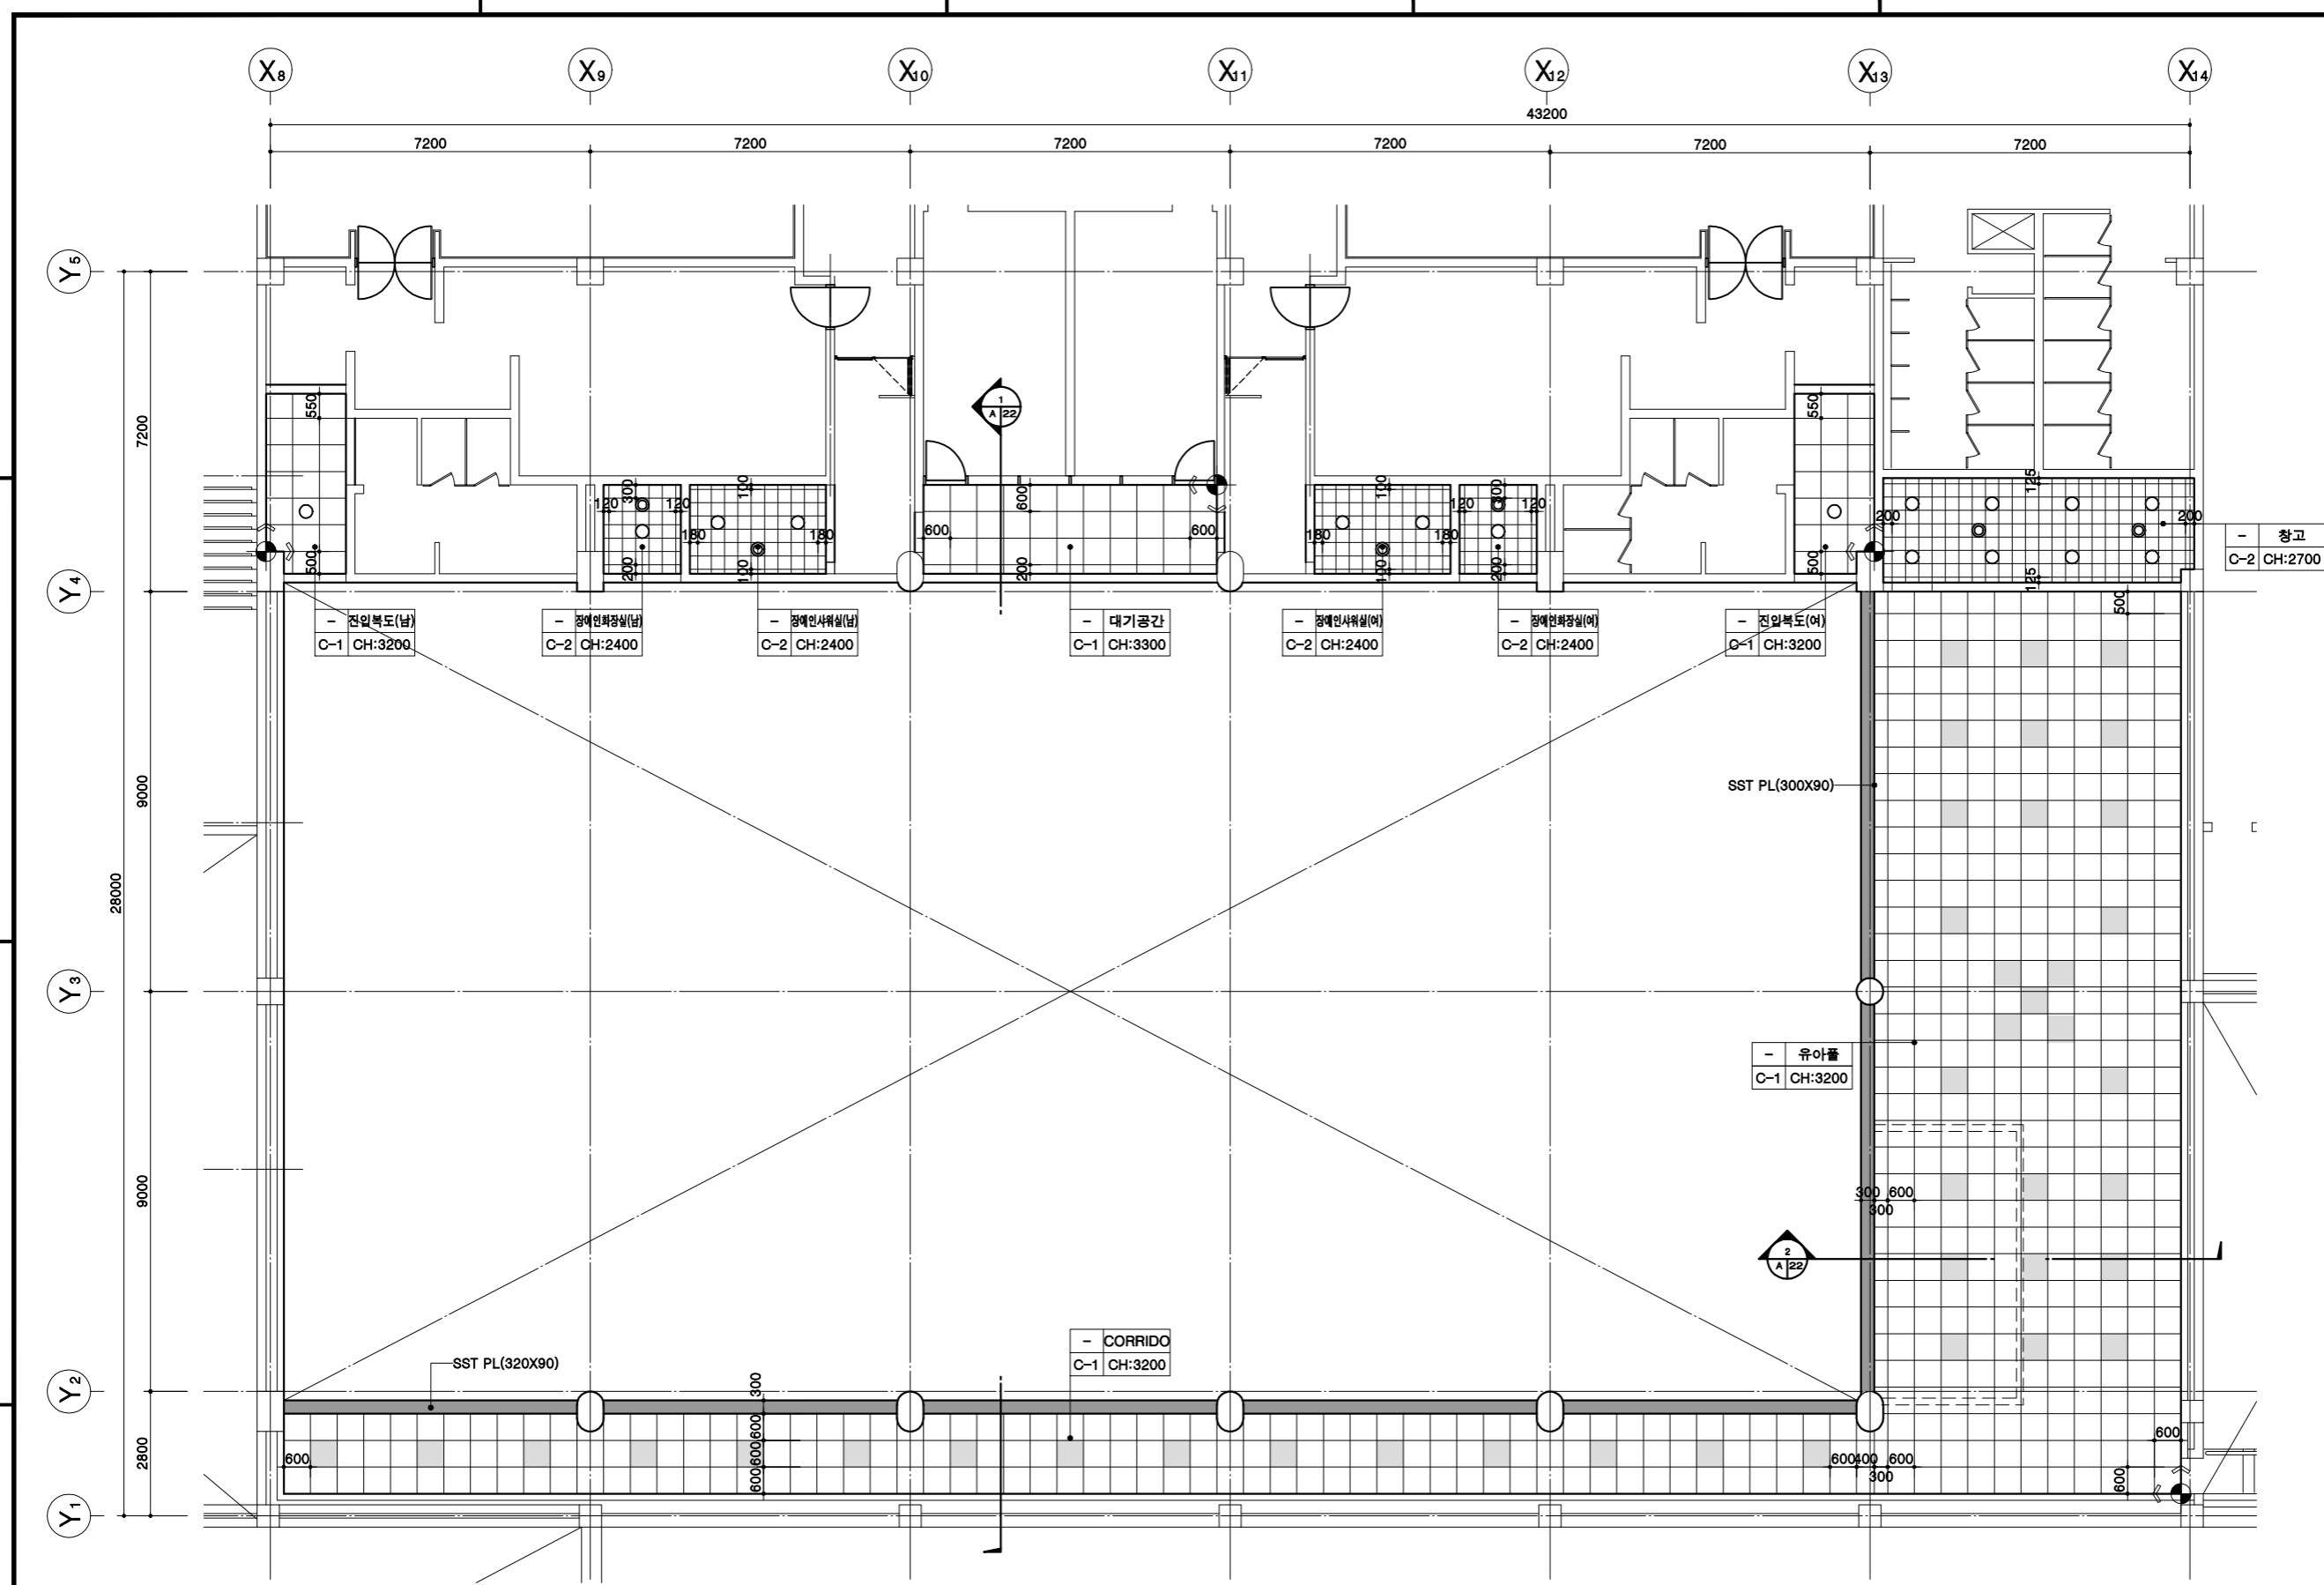 X8
X9
X10
X11
X12
X13
X14
43200
7200
7200
7200
7200
7200
7200
Y5
Y4
Y3
Y2
Y1
28000
7200
9000
9000
2800
1
A 22
550
500
120
300
120
200
100
180
180
100
600
600
600
200
100
180
180
100
120
300
120
200
550
500
125
200
200
125
- 창고
C-2 CH:2700
- 진입복도(남)
C-1 CH:3200
- 장애인화장실(남)
C-2 CH:2400
- 장애인샤워실(남)
C-2 CH:2400
- 대기공간
C-1 CH:3300
- 장애인샤워실(여)
C-2 CH:2400
- 장애인화장실(여)
C-2 CH:2400
- 진입복도(여)
C-1 CH:3200
500
SST PL(300X90)
- 유아풀
C-1 CH:3200
300 600
300
2
A 22
- CORRIDO
C-1 CH:3200
SST PL(320X90)
300
600
600
600
600
600 400 600
300
600
600